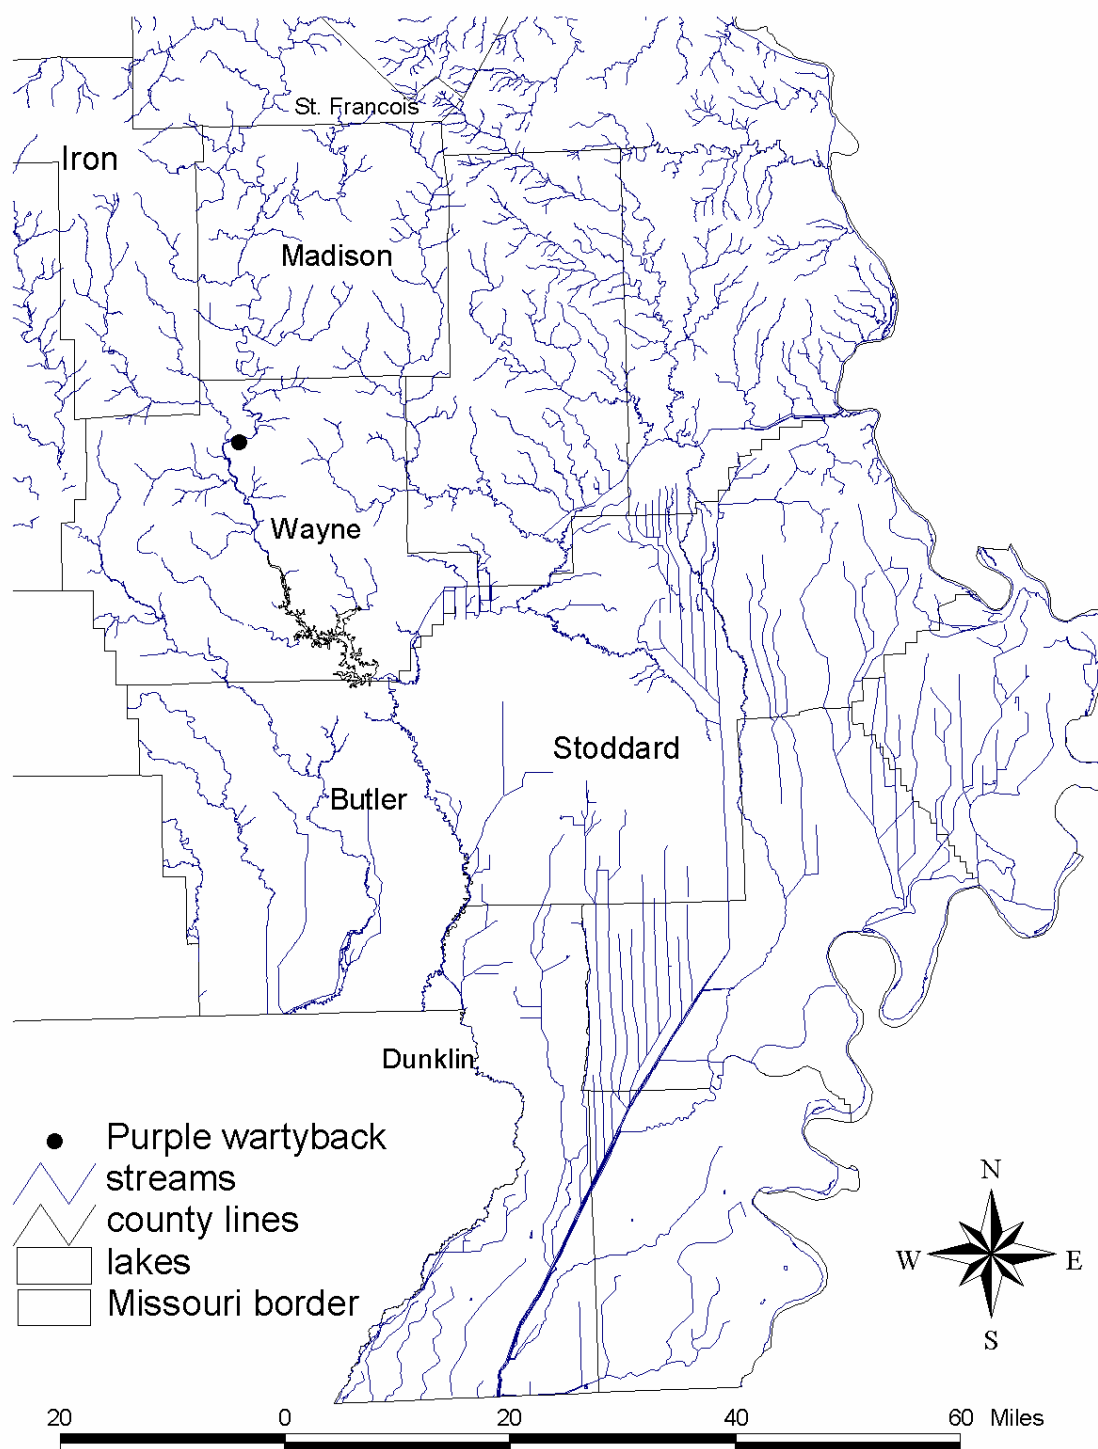 St. Francois
Iron
Madison
Wayne
Stoddard
Butler
Dunklin
Purple wartyback
streams
county lines
lakes
Missouri border
N
W E
S
20 0 20 40 60 Miles